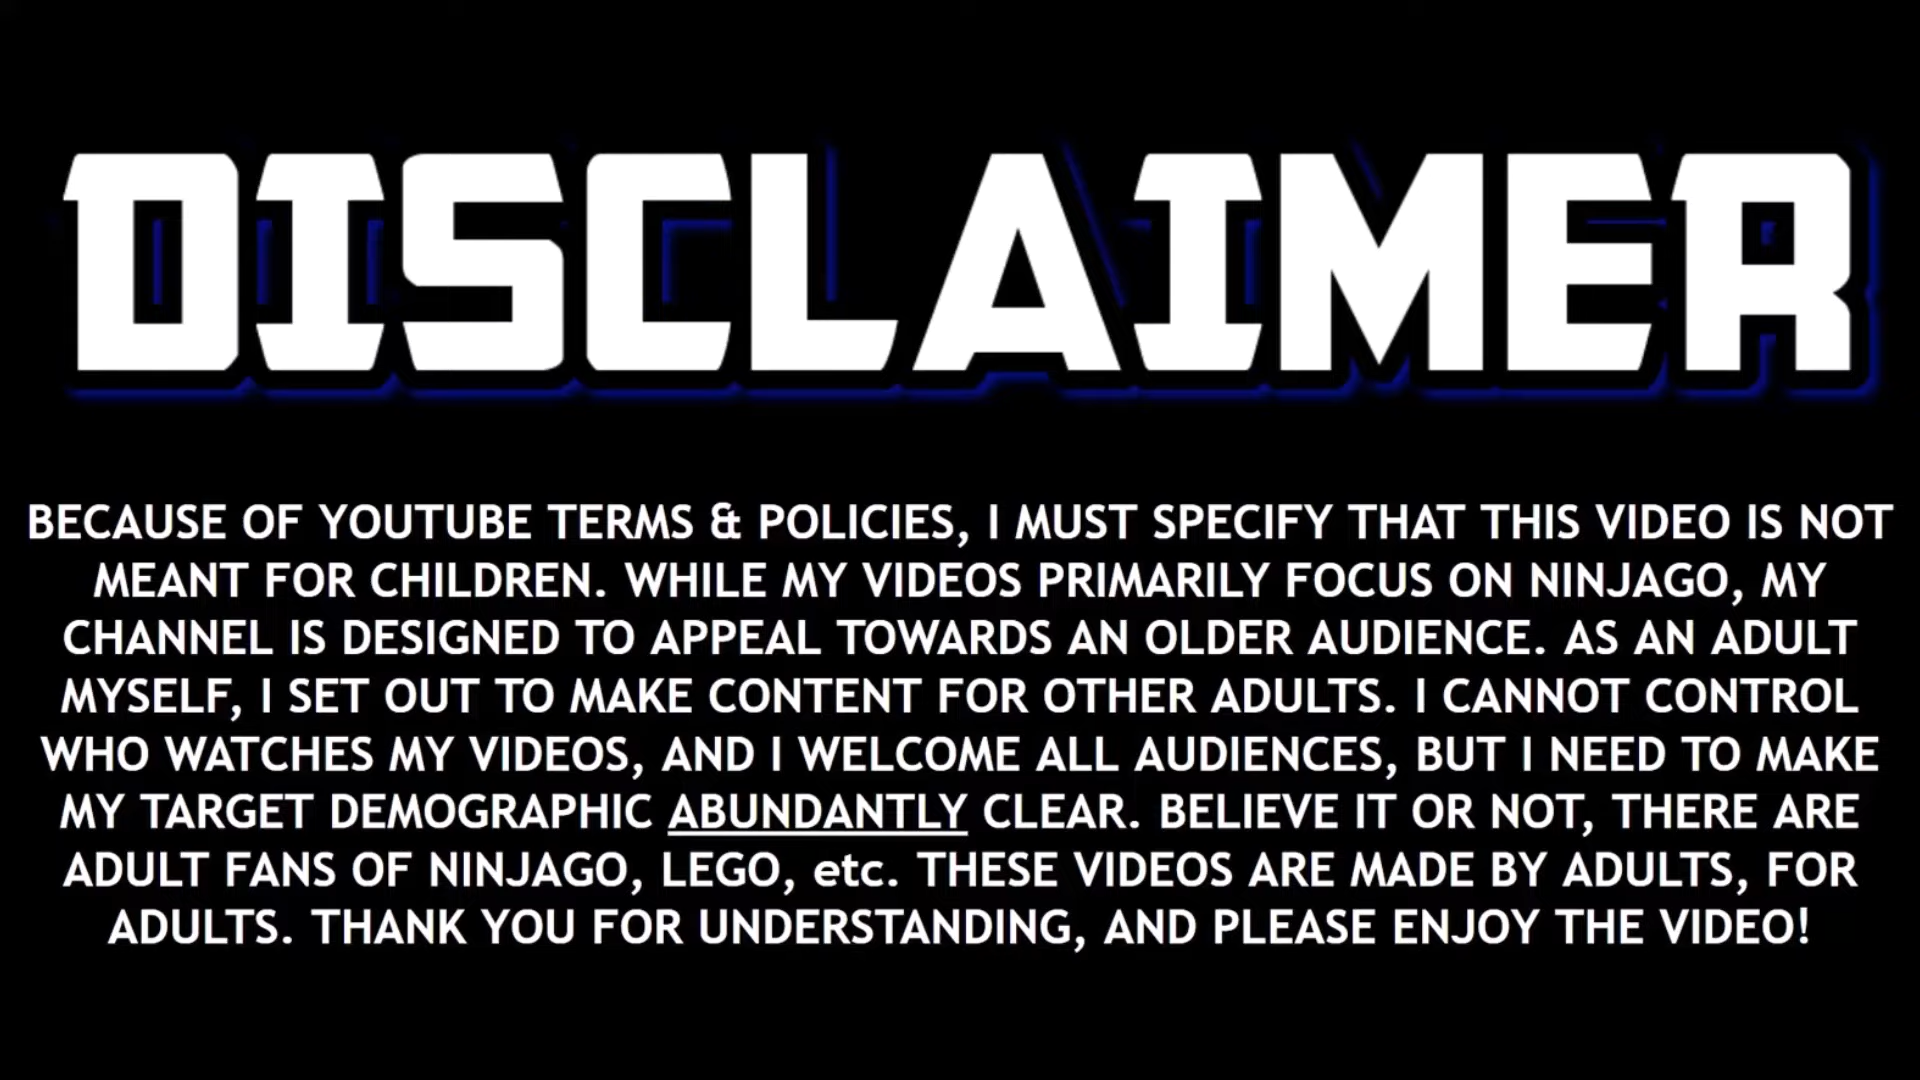 DISCLAIMER
BECAUSE OF YOUTUBE TERMS & POLICIES, I MUST SPECIFY THAT THIS VIDEO IS NOT
MEANT FOR CHILDREN. WHILE MY VIDEOS PRIMARILY FOCUS ON NINJAGO, MY
CHANNEL IS DESIGNED TO APPEAL TOWARDS AN OLDER AUDIENCE. AS AN ADULT
MYSELF, I SET OUT TO MAKE CONTENT FOR OTHER ADULTS. I CANNOT CONTROL
WHO WATCHES MY VIDEOS, AND I WELCOME ALL AUDIENCES, BUT I NEED TO MAKE
MY TARGET DEMOGRAPHIC ABUNDANTLY CLEAR. BELIEVE IT OR NOT, THERE ARE
ADULT FANS OF NINJAGO, LEGO, etc. THESE VIDEOS ARE MADE BY ADULTS, FOR
ADULTS. THANK YOU FOR UNDERSTANDING, AND PLEASE ENJOY THE VIDEO!